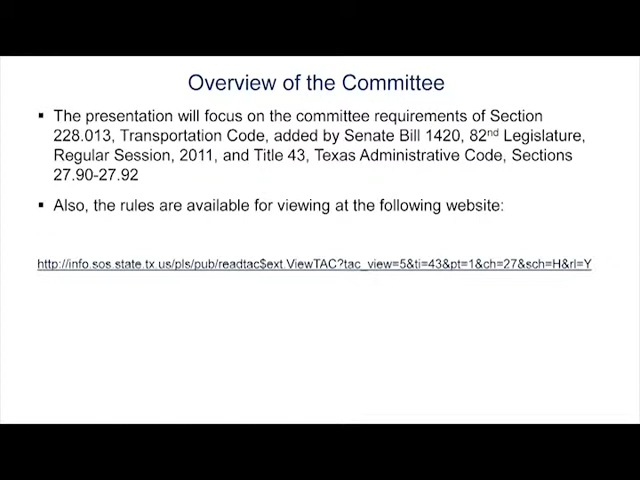 Overview of the Committee
▪ The presentation will focus on the committee requirements of Section
228.013, Transportation Code, added by Senate Bill 1420, 82nd Legislature,
Regular Session, 2011, and Title 43, Texas Administrative Code, Sections
27.90-27.92
▪ Also, the rules are available for viewing at the following website:
http://info.sos.state.tx.us/pls/pub/readtac$ext.ViewTAC?tac_view=5&ti=43&pt=1&ch=27&sch=H&rl=Y